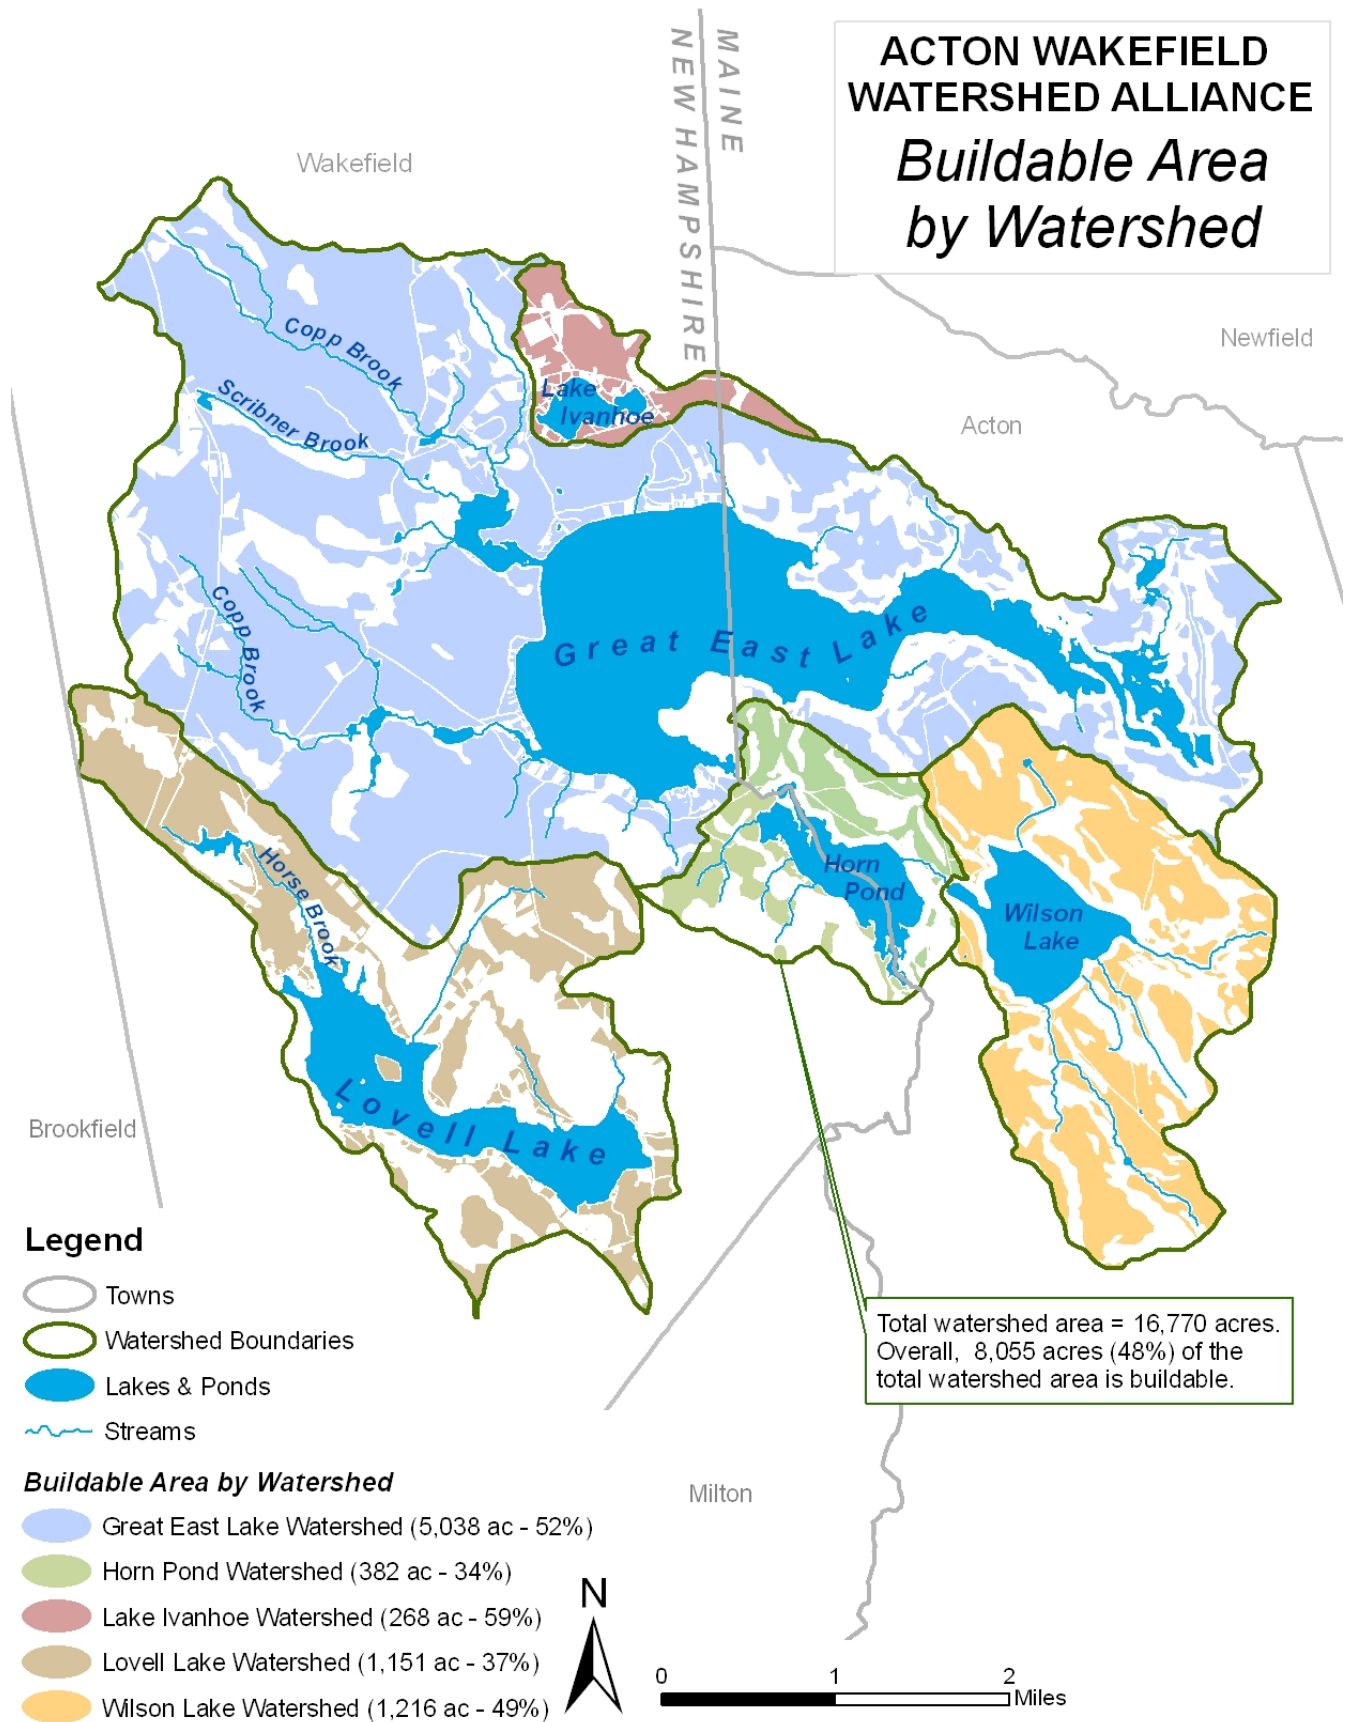 ACTON WAKEFIELD
WATERSHED ALLIANCE
Buildable Area
by Watershed
MAINE
NEW HAMPSHIRE
Wakefield
Newfield
Acton
Copp Brook
Scribner Brook
Lake
Ivanhoe
Great East Lake
Copp Brook
Horse Brook
Horn
Pond
Wilson
Lake
Lovell Lake
Brookfield
Milton
Total watershed area = 16,770 acres.
Overall, 8,055 acres (48%) of the
total watershed area is buildable.
Legend
Towns
Watershed Boundaries
Lakes & Ponds
Streams
Buildable Area by Watershed
Great East Lake Watershed (5,038 ac - 52%)
Horn Pond Watershed (382 ac - 34%)
Lake Ivanhoe Watershed (268 ac - 59%)
Lovell Lake Watershed (1,151 ac - 37%)
Wilson Lake Watershed (1,216 ac - 49%)
N
0 1 2
Miles